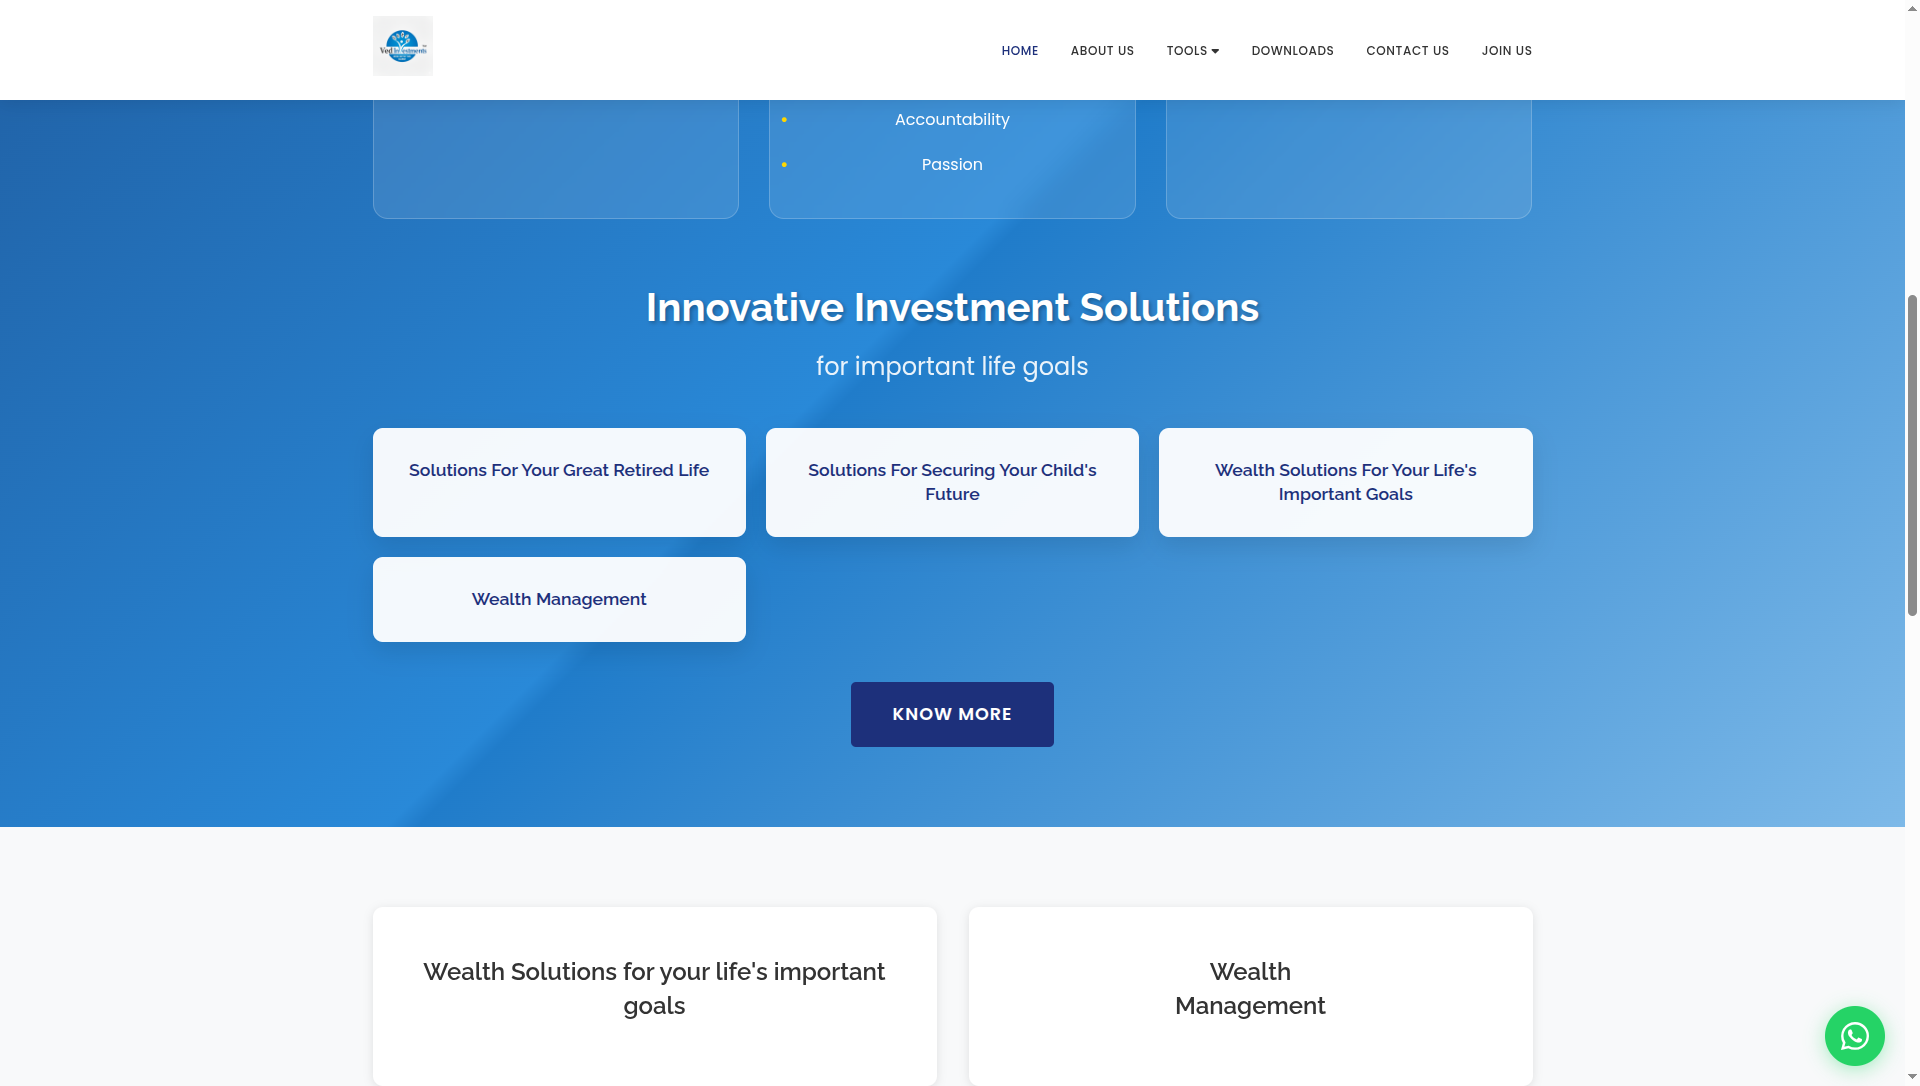 Ved Investments
HOME
ABOUT US
TOOLS
DOWNLOADS
CONTACT US
JOIN US
Accountability
Passion
Innovative Investment Solutions
for important life goals
Solutions For Your Great Retired Life
Solutions For Securing Your Child's
Future
Wealth Solutions For Your Life's
Important Goals
Wealth Management
KNOW MORE
Wealth Solutions for your life's important
goals
Wealth
Management